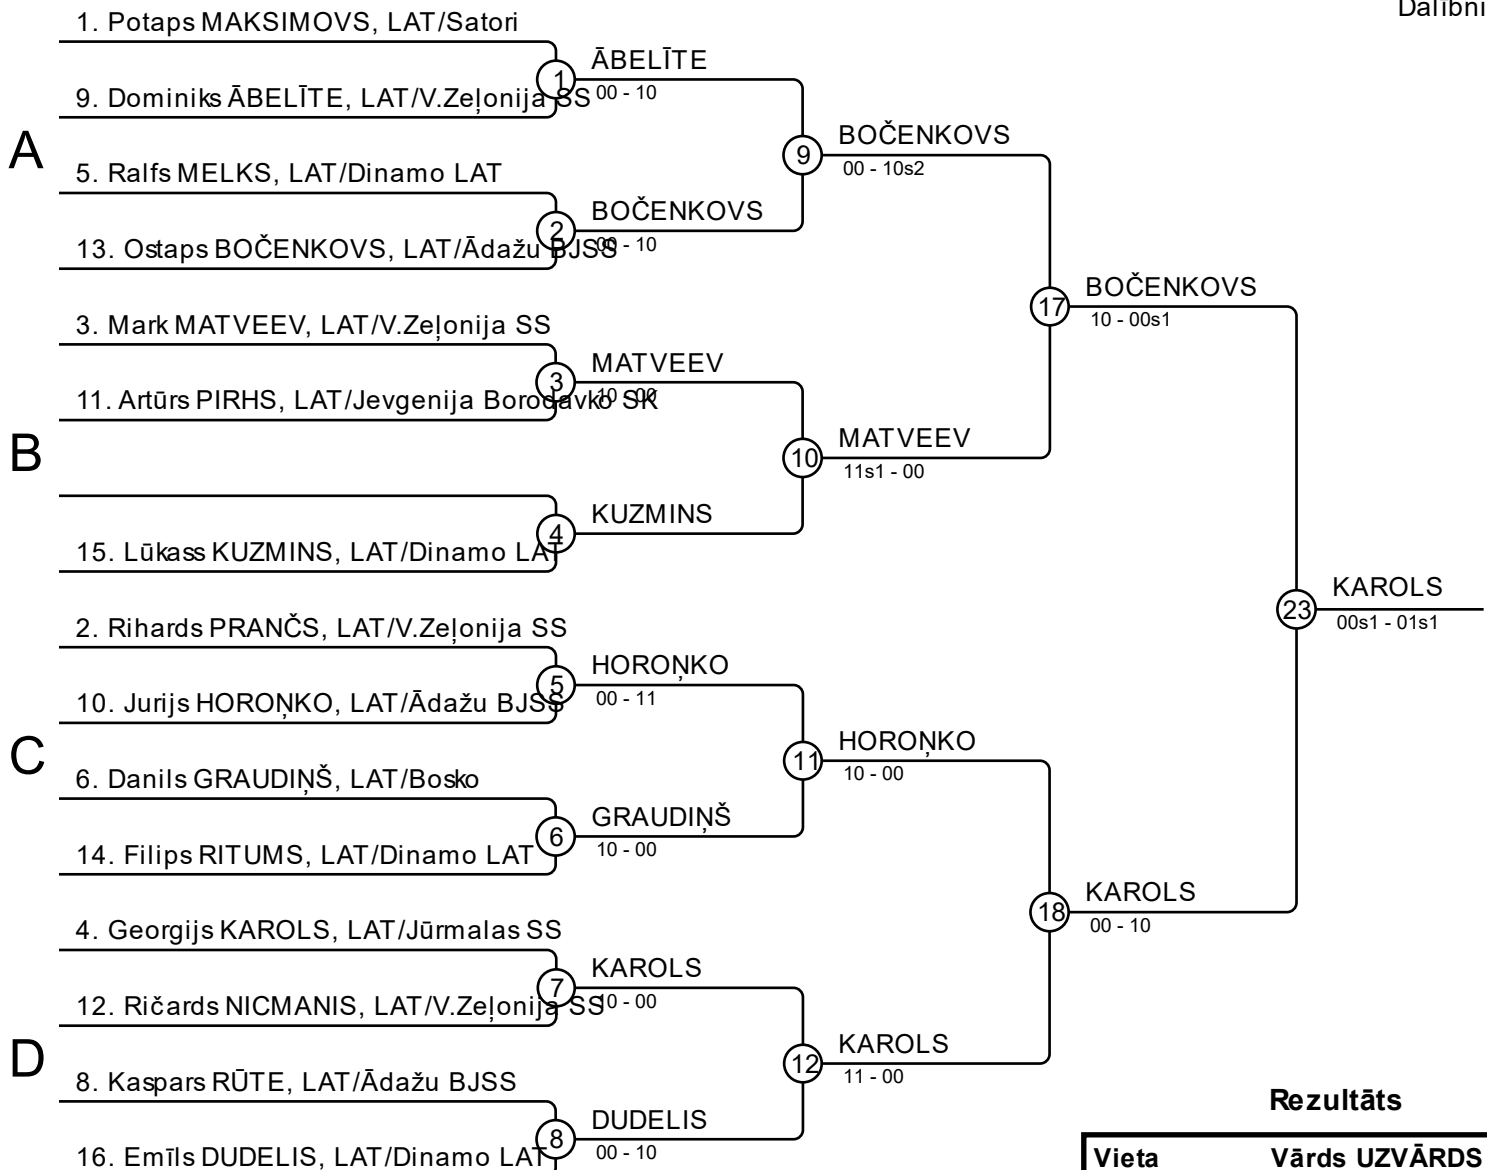 Dalībni
1. Potaps MAKSIMOVS, LAT/Satori
1
ĀBELĪTE
00 - 10
9. Dominiks ĀBELĪTE, LAT/V.Zeļonija SS
A
9
BOČENKOVS
00 - 10s2
5. Ralfs MELKS, LAT/Dinamo LAT
2
BOČENKOVS
00 - 10
13. Ostaps BOČENKOVS, LAT/Ādažu BJSS
17
BOČENKOVS
10 - 00s1
3. Mark MATVEEV, LAT/V.Zeļonija SS
3
MATVEEV
10 - 00
11. Artūrs PIRHS, LAT/Jevgenija Borodavko SK
B
10
MATVEEV
11s1 - 00
4
KUZMINS
15. Lūkass KUZMINS, LAT/Dinamo LAT
23
KAROLS
00s1 - 01s1
2. Rihards PRANČS, LAT/V.Zeļonija SS
5
HOROŅKO
00 - 11
10. Jurijs HOROŅKO, LAT/Ādažu BJSS
C
11
HOROŅKO
10 - 00
6. Danils GRAUDIŅŠ, LAT/Bosko
6
GRAUDIŅŠ
10 - 00
14. Filips RITUMS, LAT/Dinamo LAT
18
KAROLS
00 - 10
4. Georgijs KAROLS, LAT/Jūrmalas SS
7
KAROLS
10 - 00
12. Ričards NICMANIS, LAT/V.Zeļonija SS
D
12
KAROLS
11 - 00
8. Kaspars RŪTE, LAT/Ādažu BJSS
8
DUDELIS
00 - 10
16. Emīls DUDELIS, LAT/Dinamo LAT
Rezultāts
Vieta Vārds UZVĀRDS